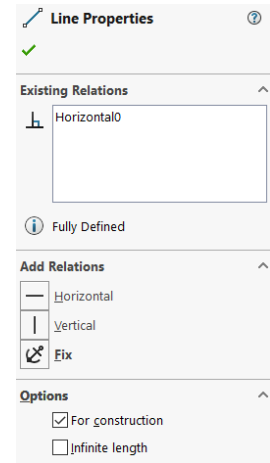 Line Properties
?
Existing Relations
Horizontal0
Fully Defined
Add Relations
Horizontal
Vertical
Fix
Options
For construction
Infinite length